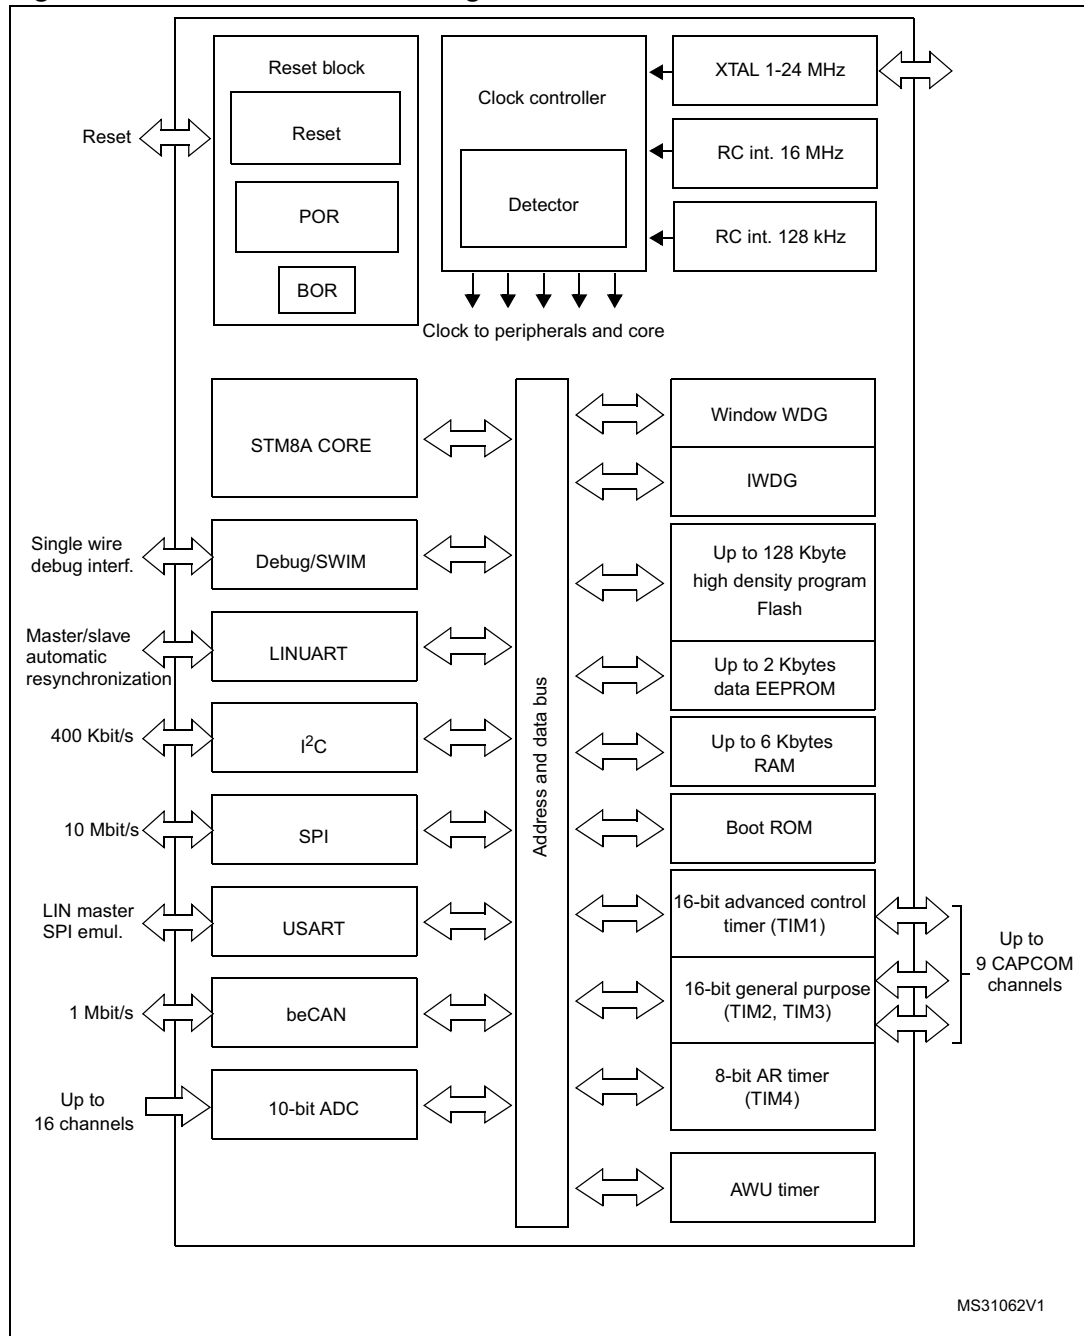 Reset block
Reset
POR
BOR
Reset
Clock controller
Detector
XTAL 1-24 MHz
RC int. 16 MHz
RC int. 128 kHz
Clock to peripherals and core
STM8A CORE
Single wire
debug interf.
Debug/SWIM
Master/slave
automatic
resynchronization
LINUART
400 Kbit/s
I²C
10 Mbit/s
SPI
LIN master
SPI emul.
USART
1 Mbit/s
beCAN
Up to
16 channels
10-bit ADC
Address and data bus
Window WDG
IWDG
Up to 128 Kbyte
high density program
Flash
Up to 2 Kbytes
data EEPROM
Up to 6 Kbytes
RAM
Boot ROM
16-bit advanced control
timer (TIM1)
16-bit general purpose
(TIM2, TIM3)
8-bit AR timer
(TIM4)
AWU timer
Up to
9 CAPCOM
channels
MS31062V1